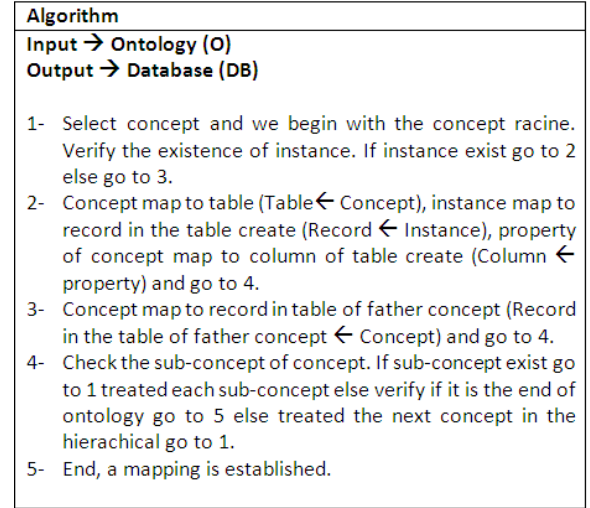 Algorithm
Input → Ontology (O)
Output → Database (DB)
1- Select concept and we begin with the concept racine.
Verify the existence of instance. If instance exist go to 2
else go to 3.
2- Concept map to table (Table← Concept), instance map to
record in the table create (Record ← Instance), property
of concept map to column of table create (Column ←
property) and go to 4.
3- Concept map to record in table of father concept (Record
in the table of father concept ← Concept) and go to 4.
4- Check the sub-concept of concept. If sub-concept exist go
to 1 treated each sub-concept else verify if it is the end of
ontology go to 5 else treated the next concept in the
hierachical go to 1.
5- End, a mapping is established.